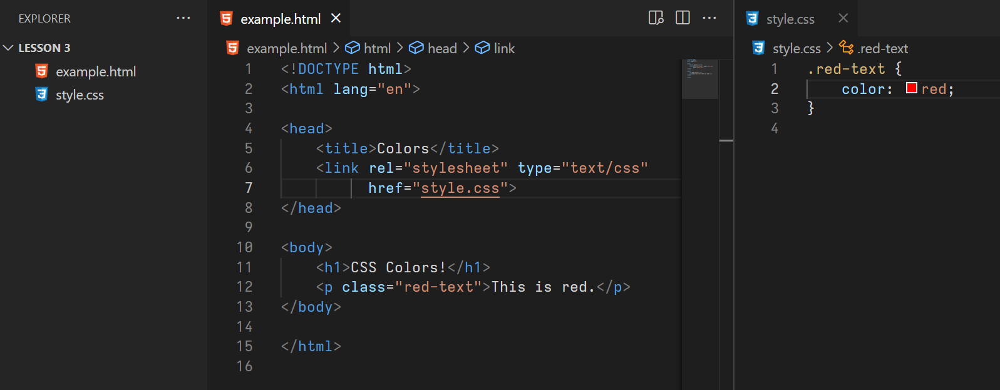 EXPLORER ...
LESSON 3
example.html
style.css
example.html
example.html > html > head > link
1 <!DOCTYPE html>
2 <html lang="en">
3
4 <head>
5     <title>Colors</title>
6     <link rel="stylesheet" type="text/css"
7           href="style.css">
8 </head>
9
10 <body>
11     <h1>CSS Colors!</h1>
12     <p class="red-text">This is red.</p>
13 </body>
14
15 </html>
16
style.css
style.css > .red-text
1 .red-text {
2     color: red;
3 }
4